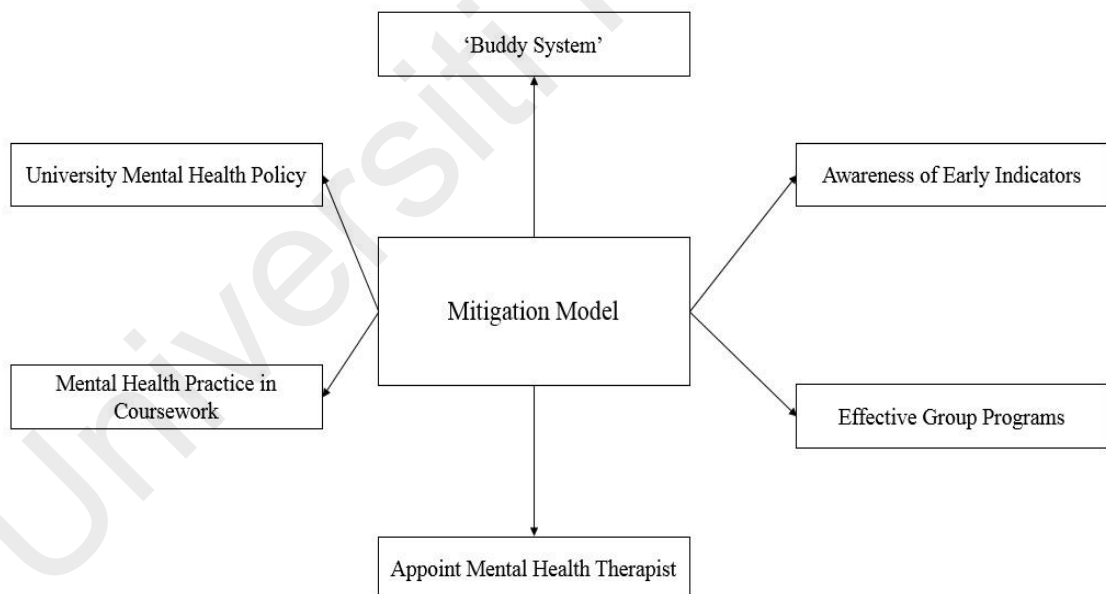 ‘Buddy System’
University Mental Health Policy
Awareness of Early Indicators
Mitigation Model
Mental Health Practice in
Coursework
Effective Group Programs
Appoint Mental Health Therapist
Universiti